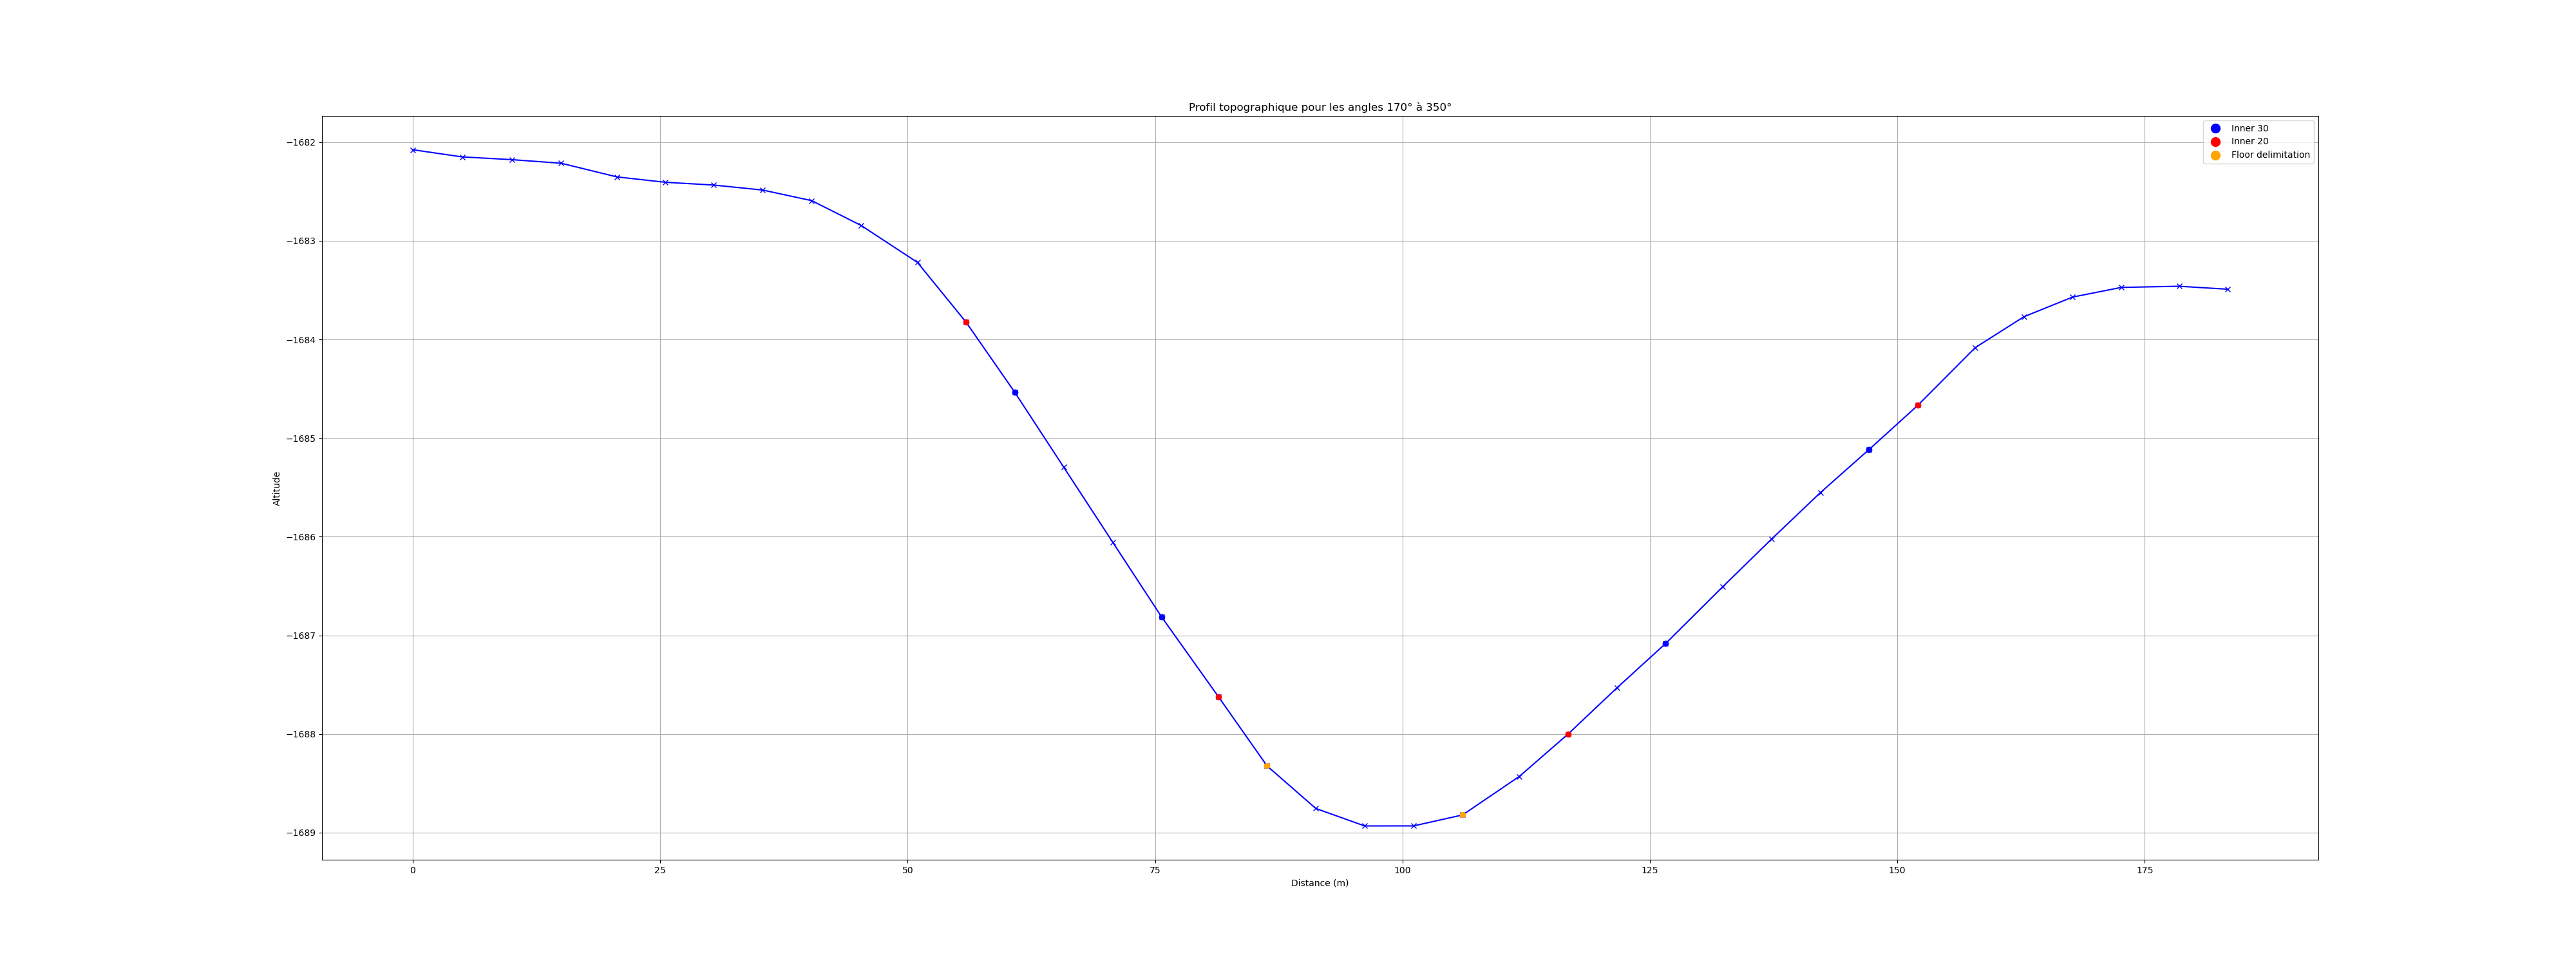 Profil topographique pour les angles 170° à 350°
Inner 30
Inner 20
Floor delimitation
−1682
−1683
−1684
−1685
−1686
−1687
−1688
−1689
Altitude
0 25 50 75 100 125 150 175
Distance (m)